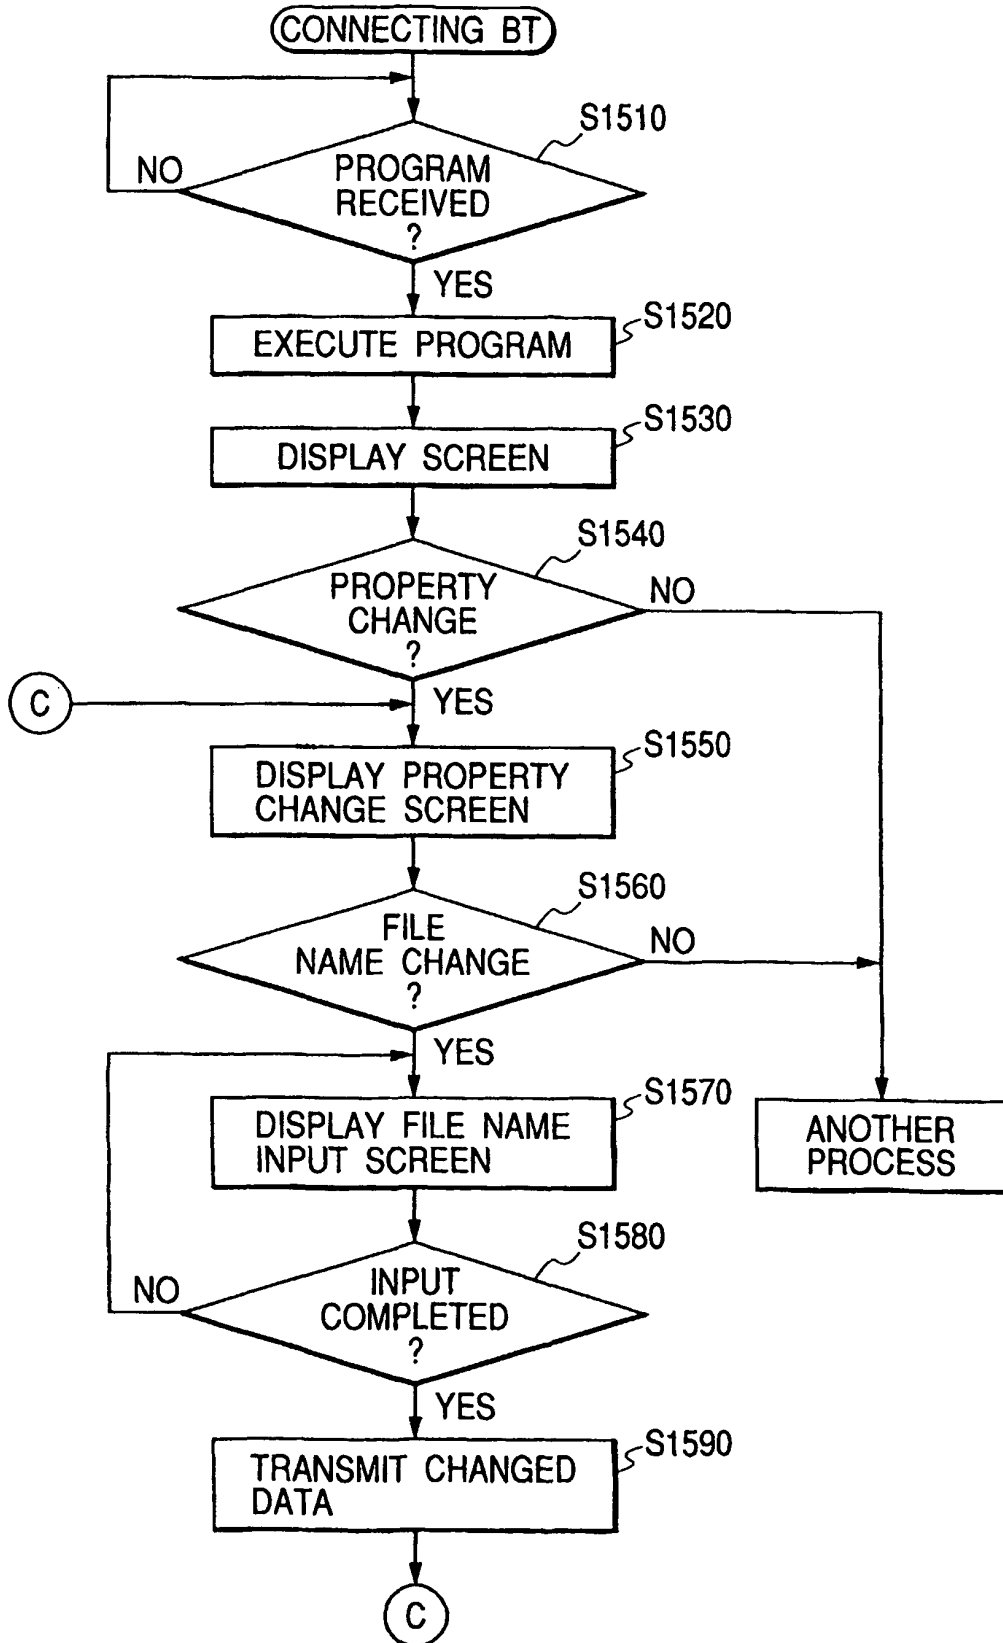 CONNECTING BT
S1510
NO
PROGRAM
RECEIVED
?
YES
S1520
EXECUTE PROGRAM
S1530
DISPLAY SCREEN
S1540
PROPERTY
CHANGE
?
NO
C
YES
S1550
DISPLAY PROPERTY
CHANGE SCREEN
S1560
FILE
NAME CHANGE
?
NO
YES
S1570
DISPLAY FILE NAME
INPUT SCREEN
ANOTHER
PROCESS
S1580
NO
INPUT
COMPLETED
?
YES
S1590
TRANSMIT CHANGED
DATA
C